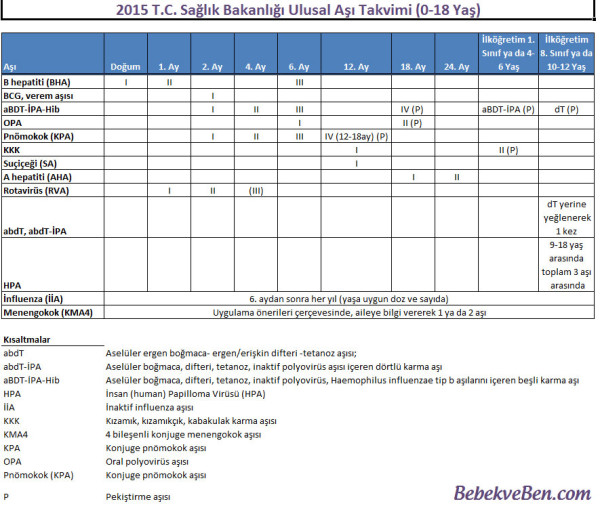 2015 T.C. Sağlık Bakanlığı Ulusal Aşı Takvimi (0-18 Yaş)
Aşı Doğum 1. Ay 2. Ay 4. Ay 6. Ay 12. Ay 18. Ay 24. Ay İlköğretim 1. Sınıf ya da 4-6 Yaş İlköğretim 8. Sınıf ya da 10-12 Yaş
B hepatiti (BHA) I II III
BCG, verem aşısı I
aBDT-İPA-Hib I II III IV (P) aBDT-İPA (P) dT (P)
OPA I II (P)
Pnömokok (KPA) I II III IV (12-18ay) (P)
KKK I II (P)
Suçiçeği (SA) I
A hepatiti (AHA) I II
Rotavirüs (RVA) I II (III)
abdT, abdT-İPA dT yerine yeğlenerek 1 kez
HPA 9-18 yaş arasında toplam 3 aşı arasında
İnfluenza (İİA) 6. aydan sonra her yıl (yaşa uygun doz ve sayıda)
Menengokok (KMA4) Uygulama önerileri çerçevesinde, aileye bilgi vererek 1 ya da 2 aşı
Kısaltmalar
abdT Aselüler ergen boğmaca- ergen/erişkin difteri -tetanoz aşısı;
abdT-İPA Aselüler boğmaca, difteri, tetanoz, inaktif polyovirüs aşısı içeren dörtlü karma aşı
aBDT-İPA-Hib Aselüler boğmaca, difteri, tetanoz, inaktif polyovirüs, Haemophilus influenzae tip b aşılarını içeren beşli karma aşı
HPA İnsan (human) Papilloma Virüsü (HPA)
İİA İnaktif influenza aşısı
KKK Kızamık, kızamıkçık, kabakulak karma aşısı
KMA4 4 bileşenli konjuge menengokok aşısı
KPA Konjuge pnömokok aşısı
OPA Oral polyovirüs aşısı
Pnömokok (KPA) Konjuge pnömokok aşısı
P Pekiştirme aşısı
BebekveBen.com